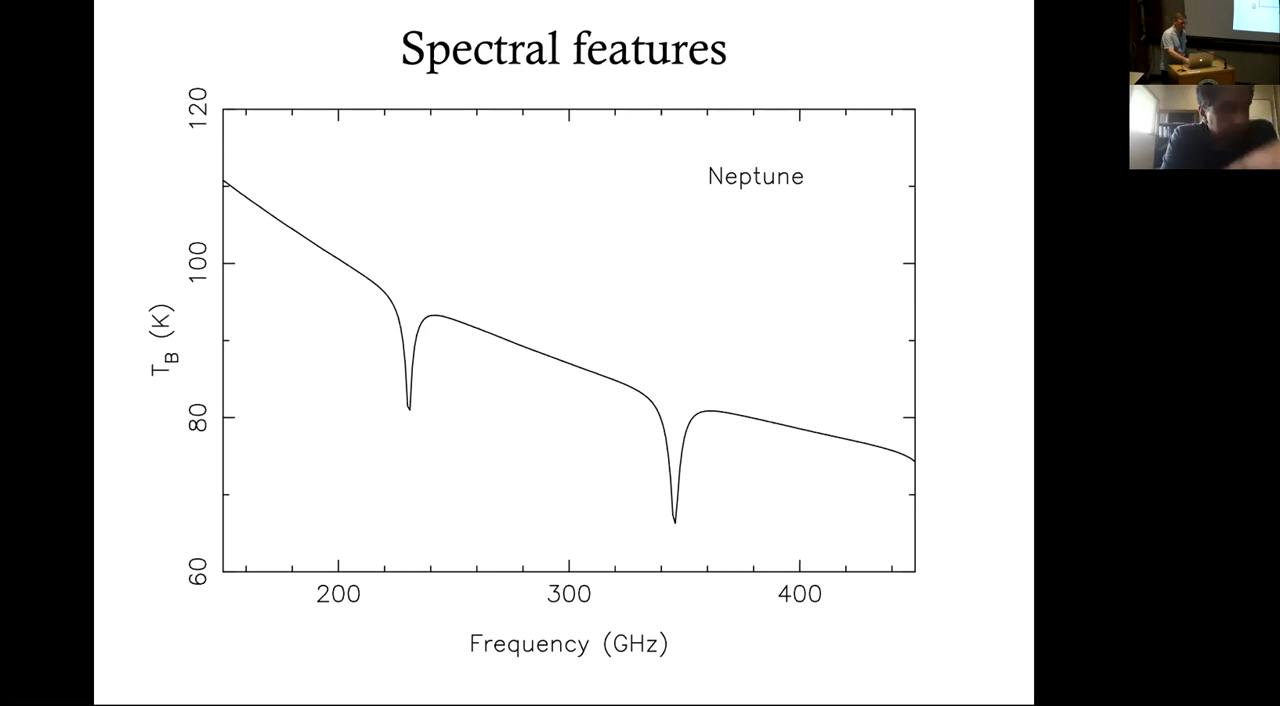 Spectral features
120
100
80
60
T_B (K)
Neptune
200 300 400
Frequency (GHz)